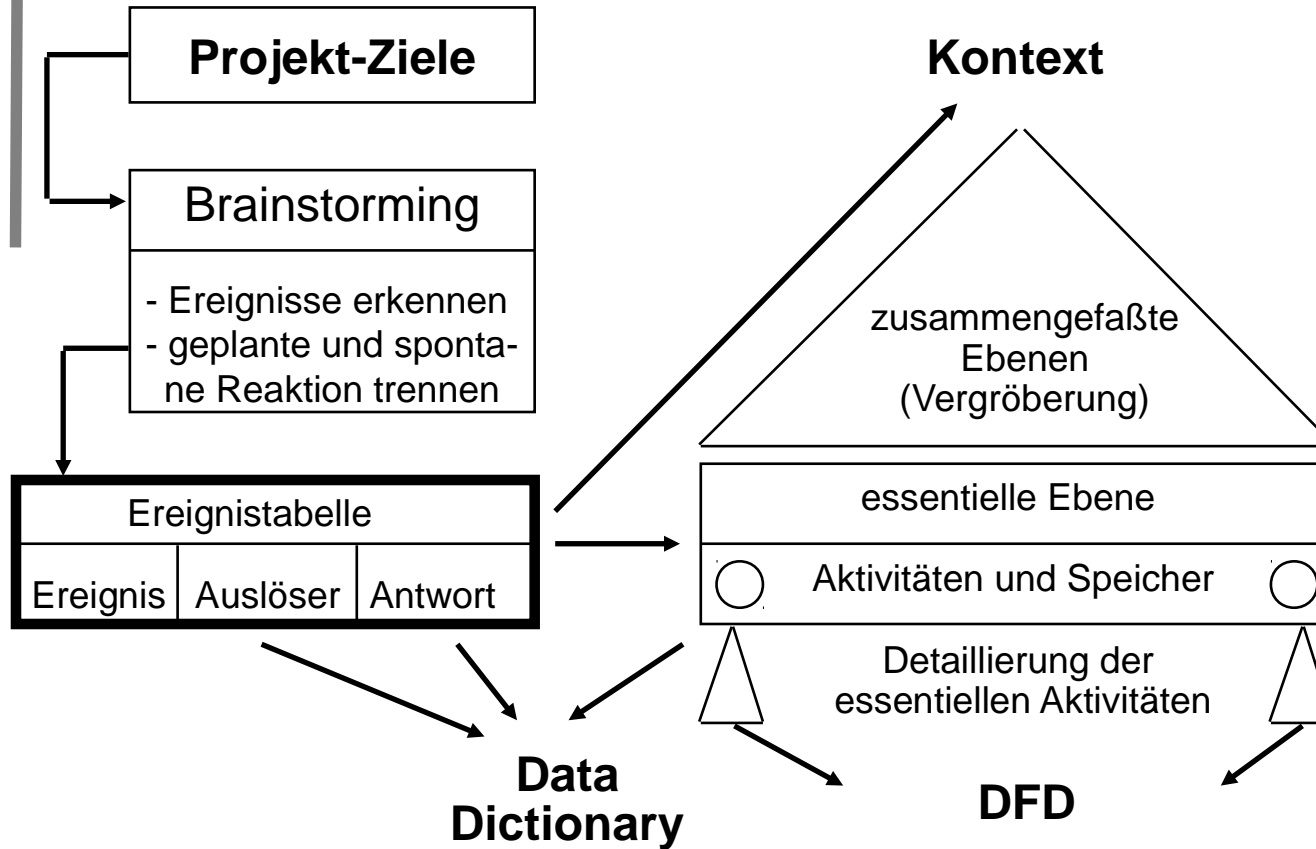 Projekt-Ziele
Brainstorming
- Ereignisse erkennen
- geplante und sponta-
ne Reaktion trennen
Ereignistabelle
Ereignis Auslöser Antwort
Kontext
zusammengefaßte
Ebenen
(Vergröberung)
essentielle Ebene
Aktivitäten und Speicher
Detaillierung der
essentiellen Aktivitäten
Data
Dictionary
DFD